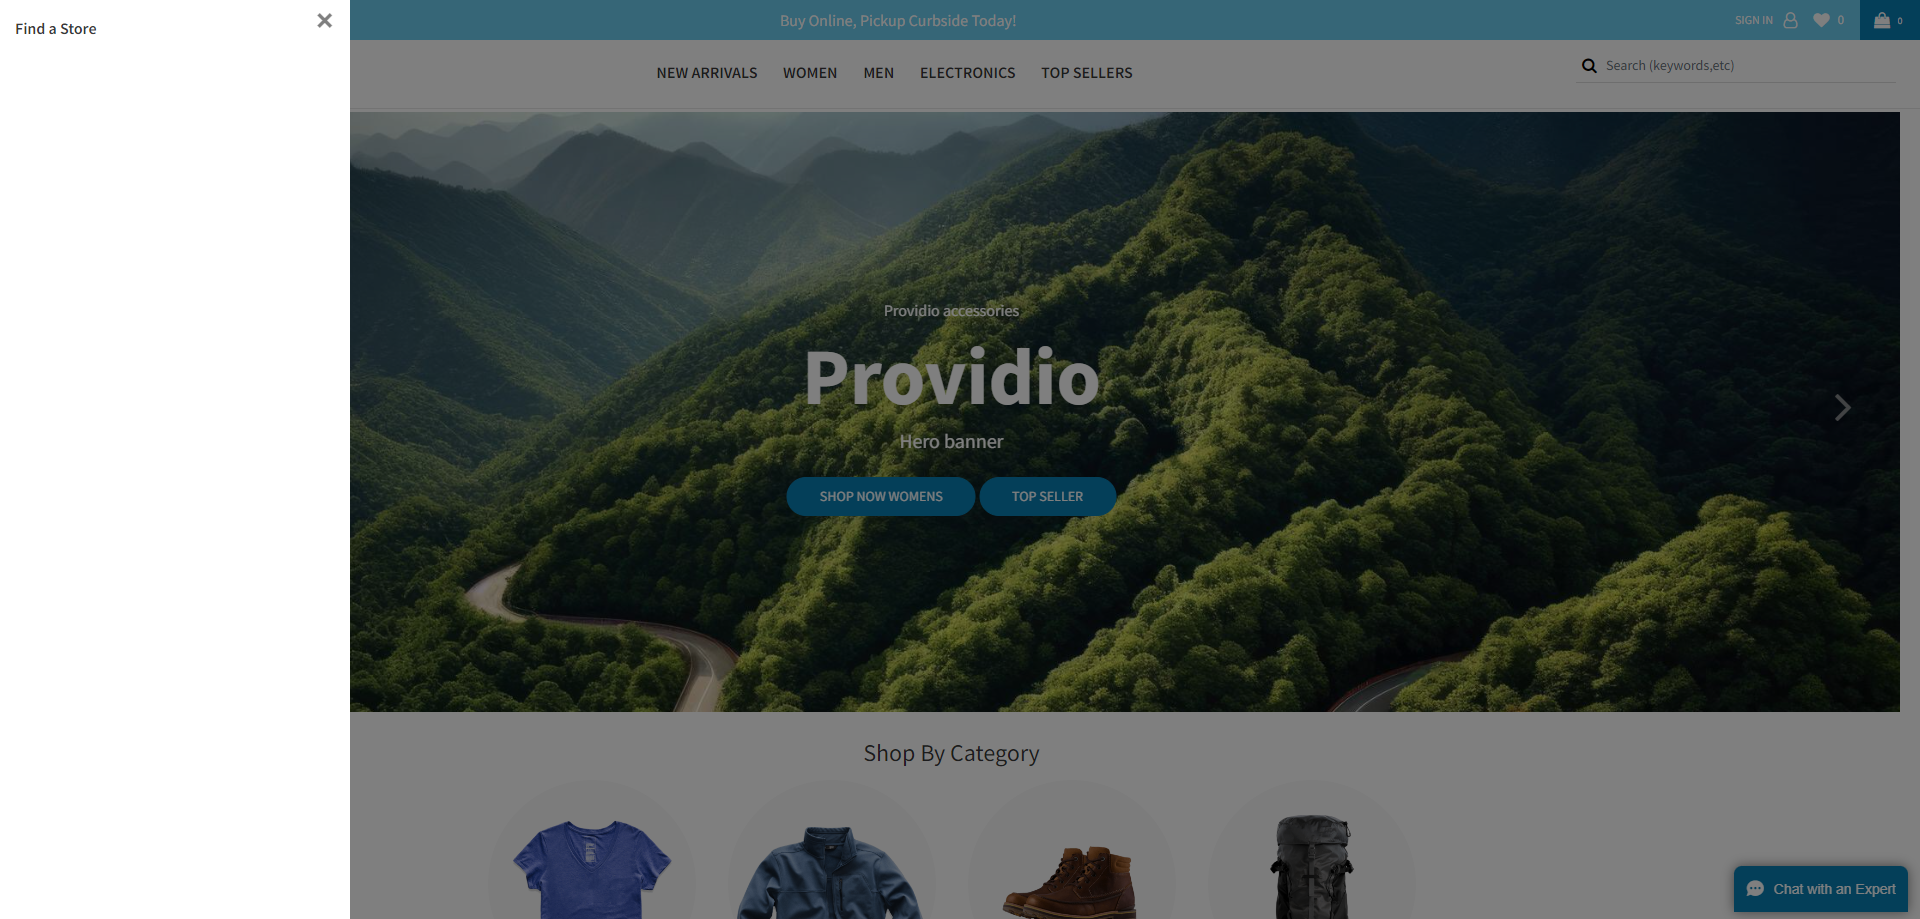 Find a Store
Buy Online, Pickup Curbside Today!
SIGN IN
0
0
NEW ARRIVALS
WOMEN
MEN
ELECTRONICS
TOP SELLERS
Search (keywords,etc)
Providio accessories
Providio
Hero banner
SHOP NOW WOMENS
TOP SELLER
Shop By Category
Chat with an Expert